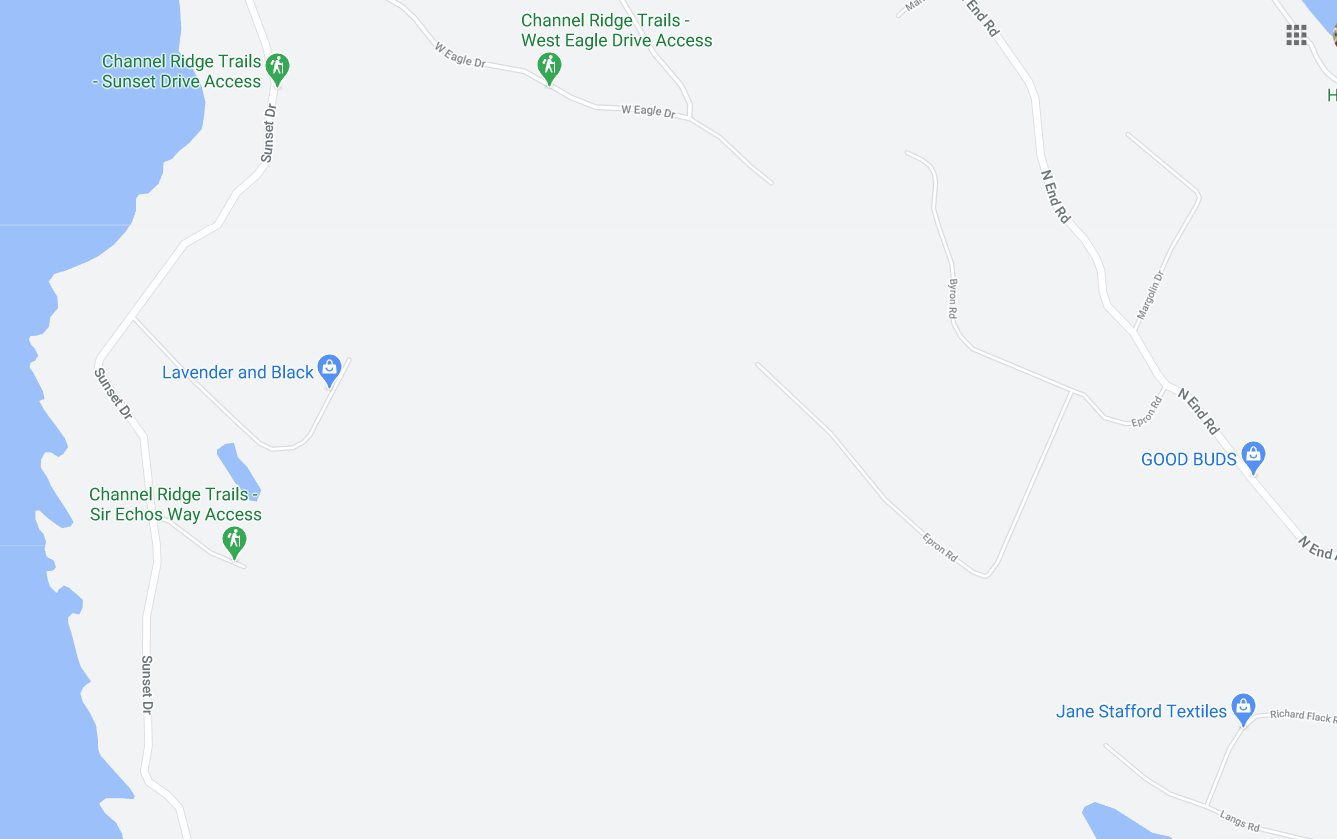 Channel Ridge Trails -
West Eagle Drive Access
N End Rd
W Eagle Dr
Channel Ridge Trails
- Sunset Drive Access
W Eagle Dr
Sunset Dr
N End Rd
Byron Rd
Margolin Dr
Lavender and Black
Sunset Dr
Epron Rd
N End Rd
GOOD BUDS
Channel Ridge Trails -
Sir Echos Way Access
Epron Rd
N End
Sunset Dr
Jane Stafford Textiles
Richard Flack R
Langs Rd